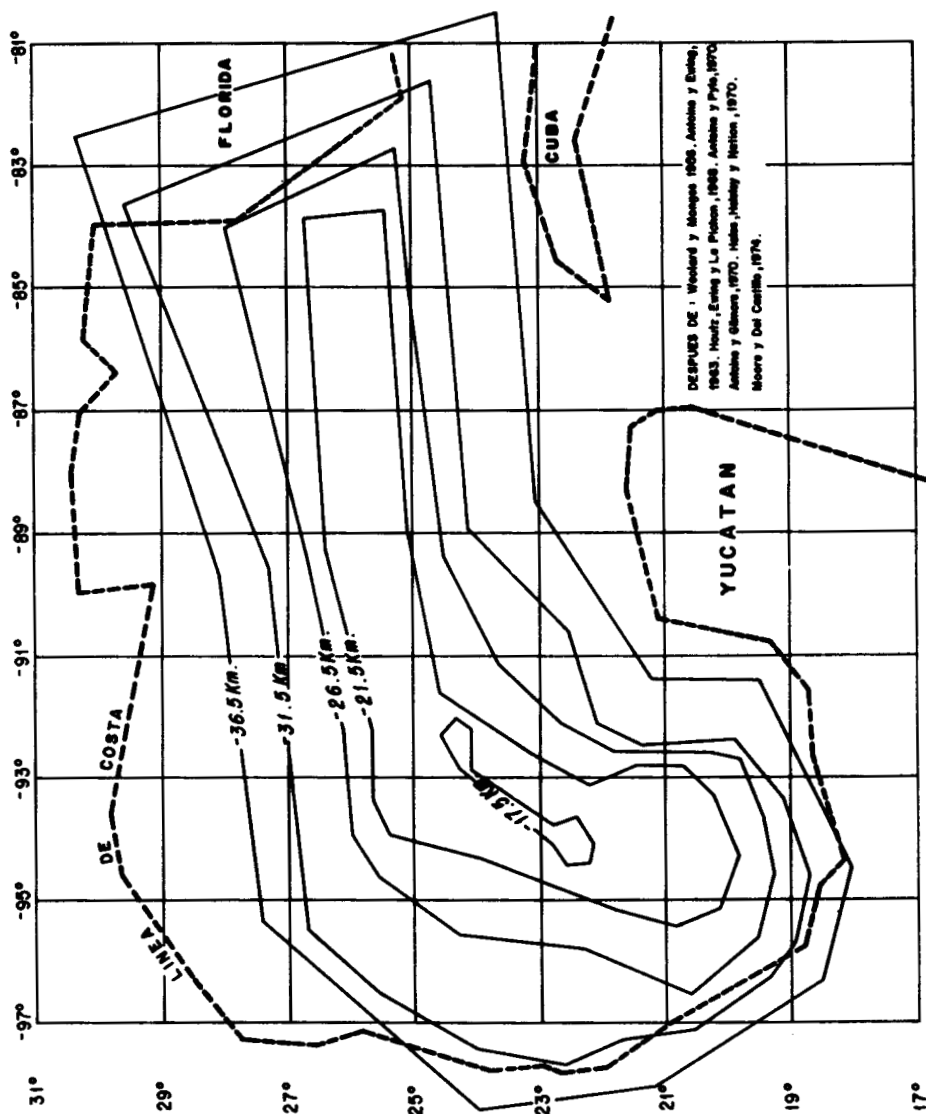 -81°
-83°
-85°
-87°
-89°
-91°
-93°
-95°
-97°
31°
29°
27°
25°
23°
21°
19°
17°
FLORIDA
CUBA
YUCATAN
LINEA DE COSTA
-36.5 Km.
-31.5 Km.
-26.5 Km.
-21.5 Km.
-17.5 Km
DESPUES DE : Woolard y Monges 1956. Antoine y Ewing,
1963. Houtz, Ewing y Le Pichon, 1968. Antoine y Pyle, 1970
Antoine y Gilmore, 1970. Hales, Helsley y Nation, 1970.
Moore y Del Castillo, 1974.